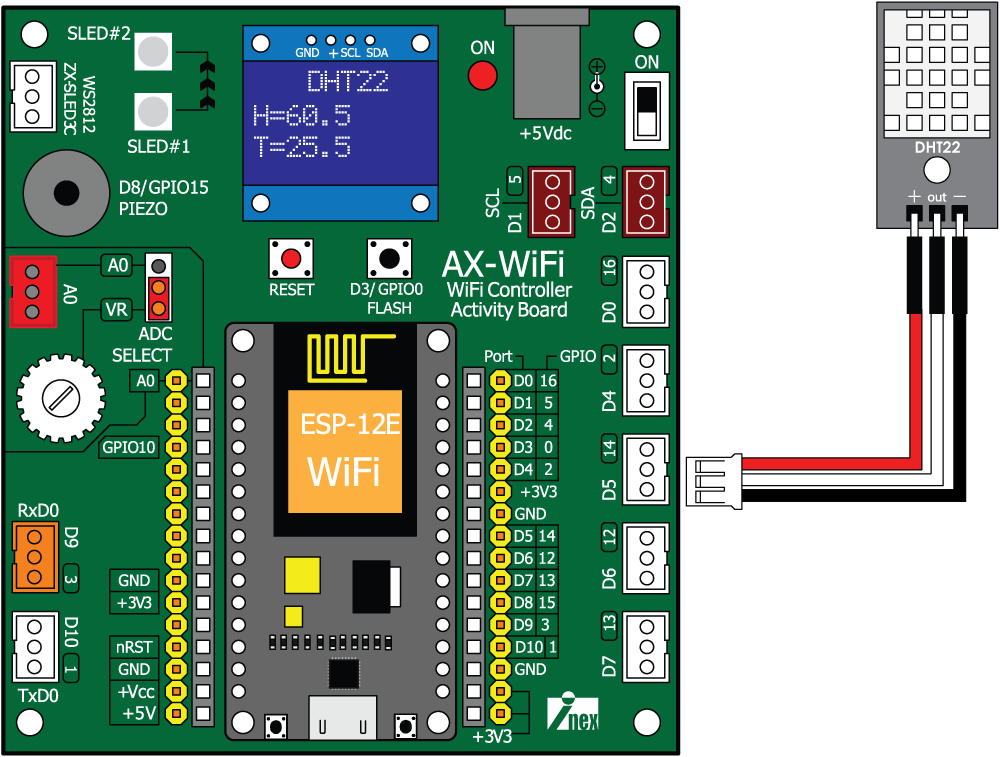 SLED#2
SLED#1
WS2812
ZX-SLED3C
GND + SCL SDA
DHT22
H=60.5
T=25.5
ON
+5Vdc
+
−
ON
D8/GPIO15
PIEZO
SCL
D1
5
SDA
D2
4
RESET
D3/GPIO0
FLASH
AX-WiFi
WiFi Controller
Activity Board
A0
A0
VR
ADC
SELECT
A0
GPIO10
RxD0
D9
3
D10
1
TxD0
GND
+3V3
nRST
GND
+Vcc
+5V
ESP-12E
WiFi
Port GPIO
D0 16
D1 5
D2 4
D3 0
D4 2
+3V3
GND
D5 14
D6 12
D7 13
D8 15
D9 3
D10 1
GND
+3V3
16
D0
2
D4
14
D5
12
D6
13
D7
inex
DHT22
+ out −